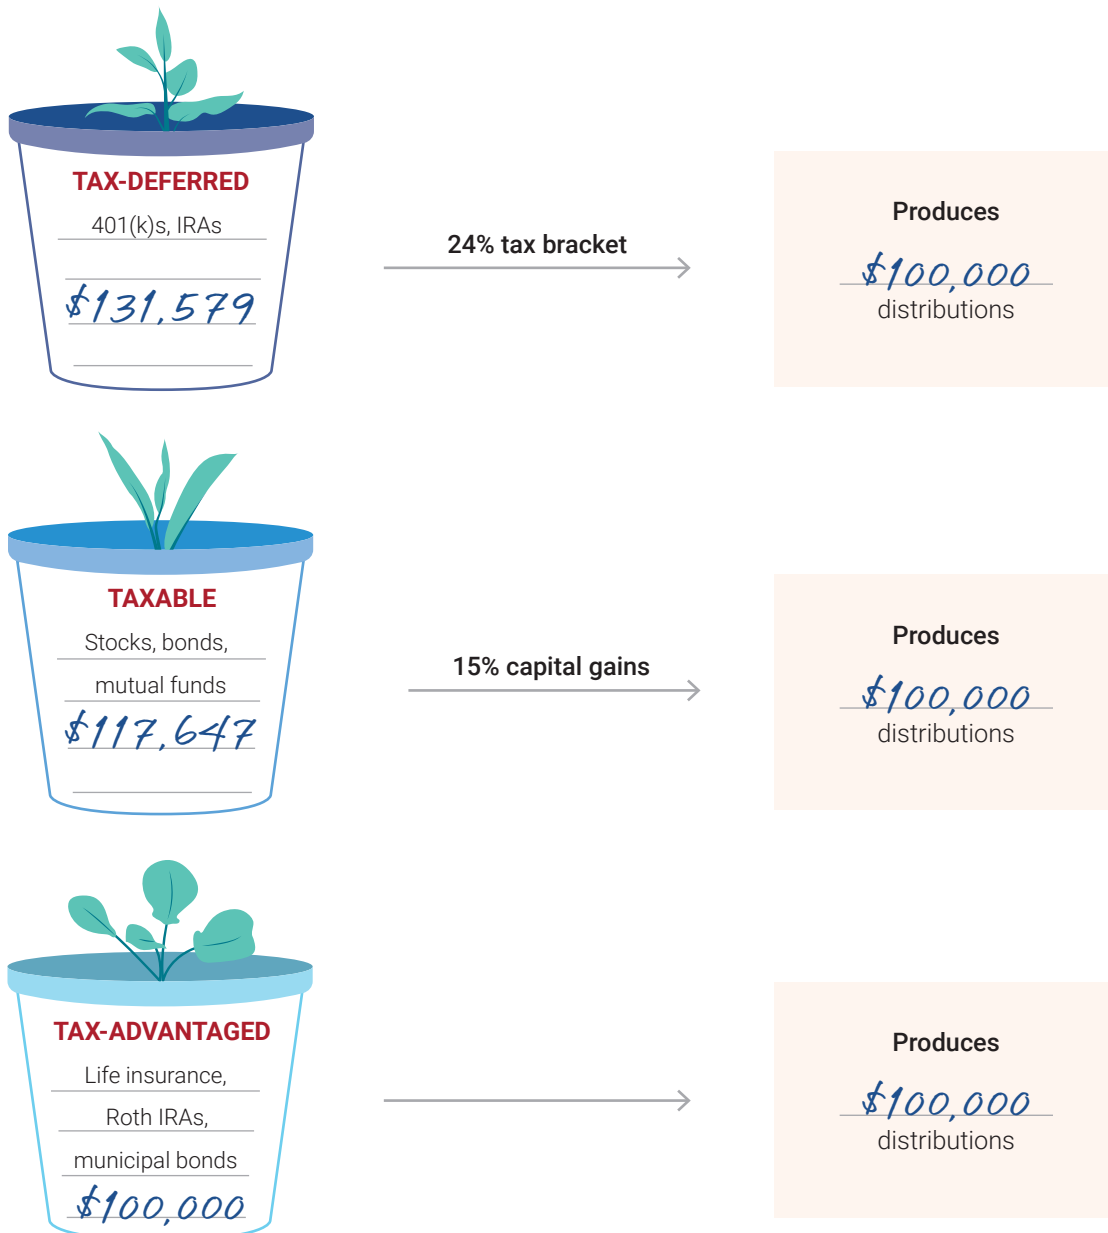 TAX-DEFERRED
401(k)s, IRAs
$131,579
24% tax bracket
Produces
$100,000
distributions
TAXABLE
Stocks, bonds,
mutual funds
$117,647
15% capital gains
Produces
$100,000
distributions
TAX-ADVANTAGED
Life insurance,
Roth IRAs,
municipal bonds
$100,000
Produces
$100,000
distributions